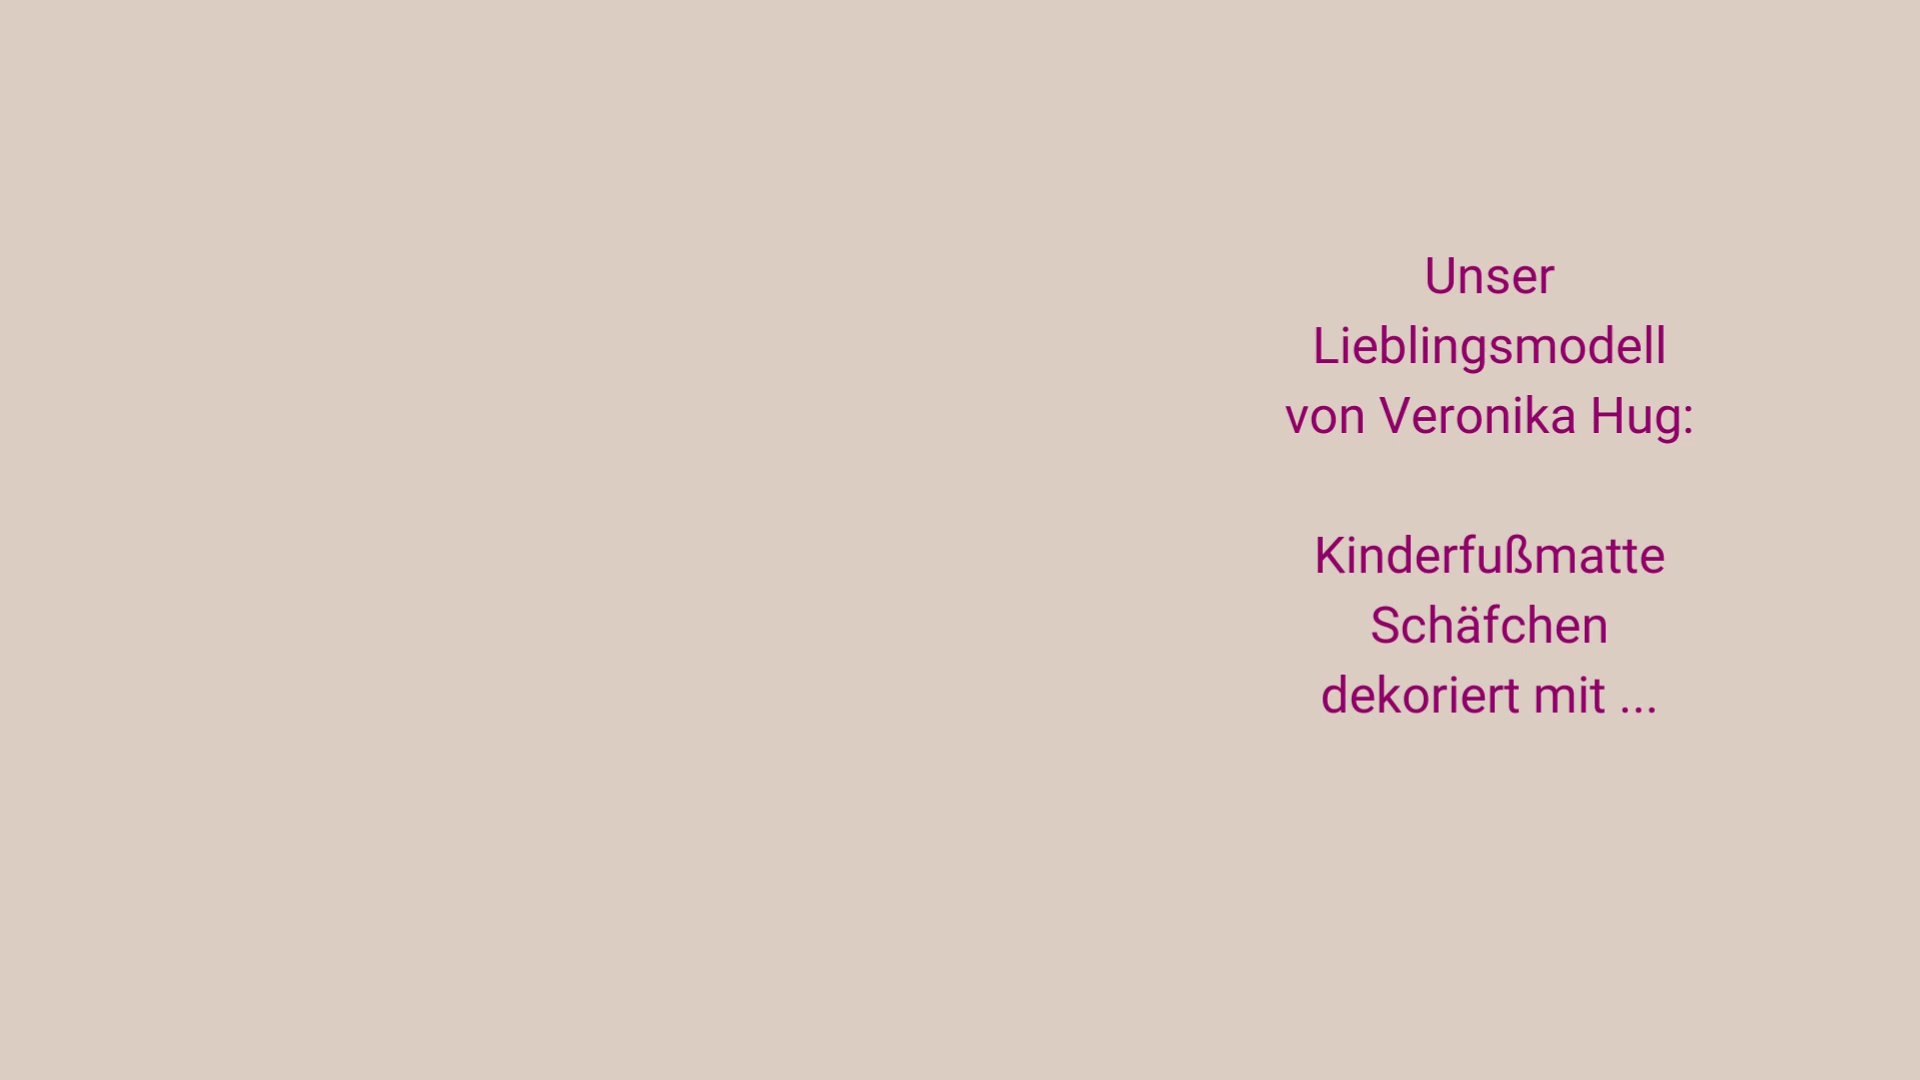 Unser
Lieblingsmodell
von Veronika Hug:
Kinderfußmatte
Schäfchen
dekoriert mit ...